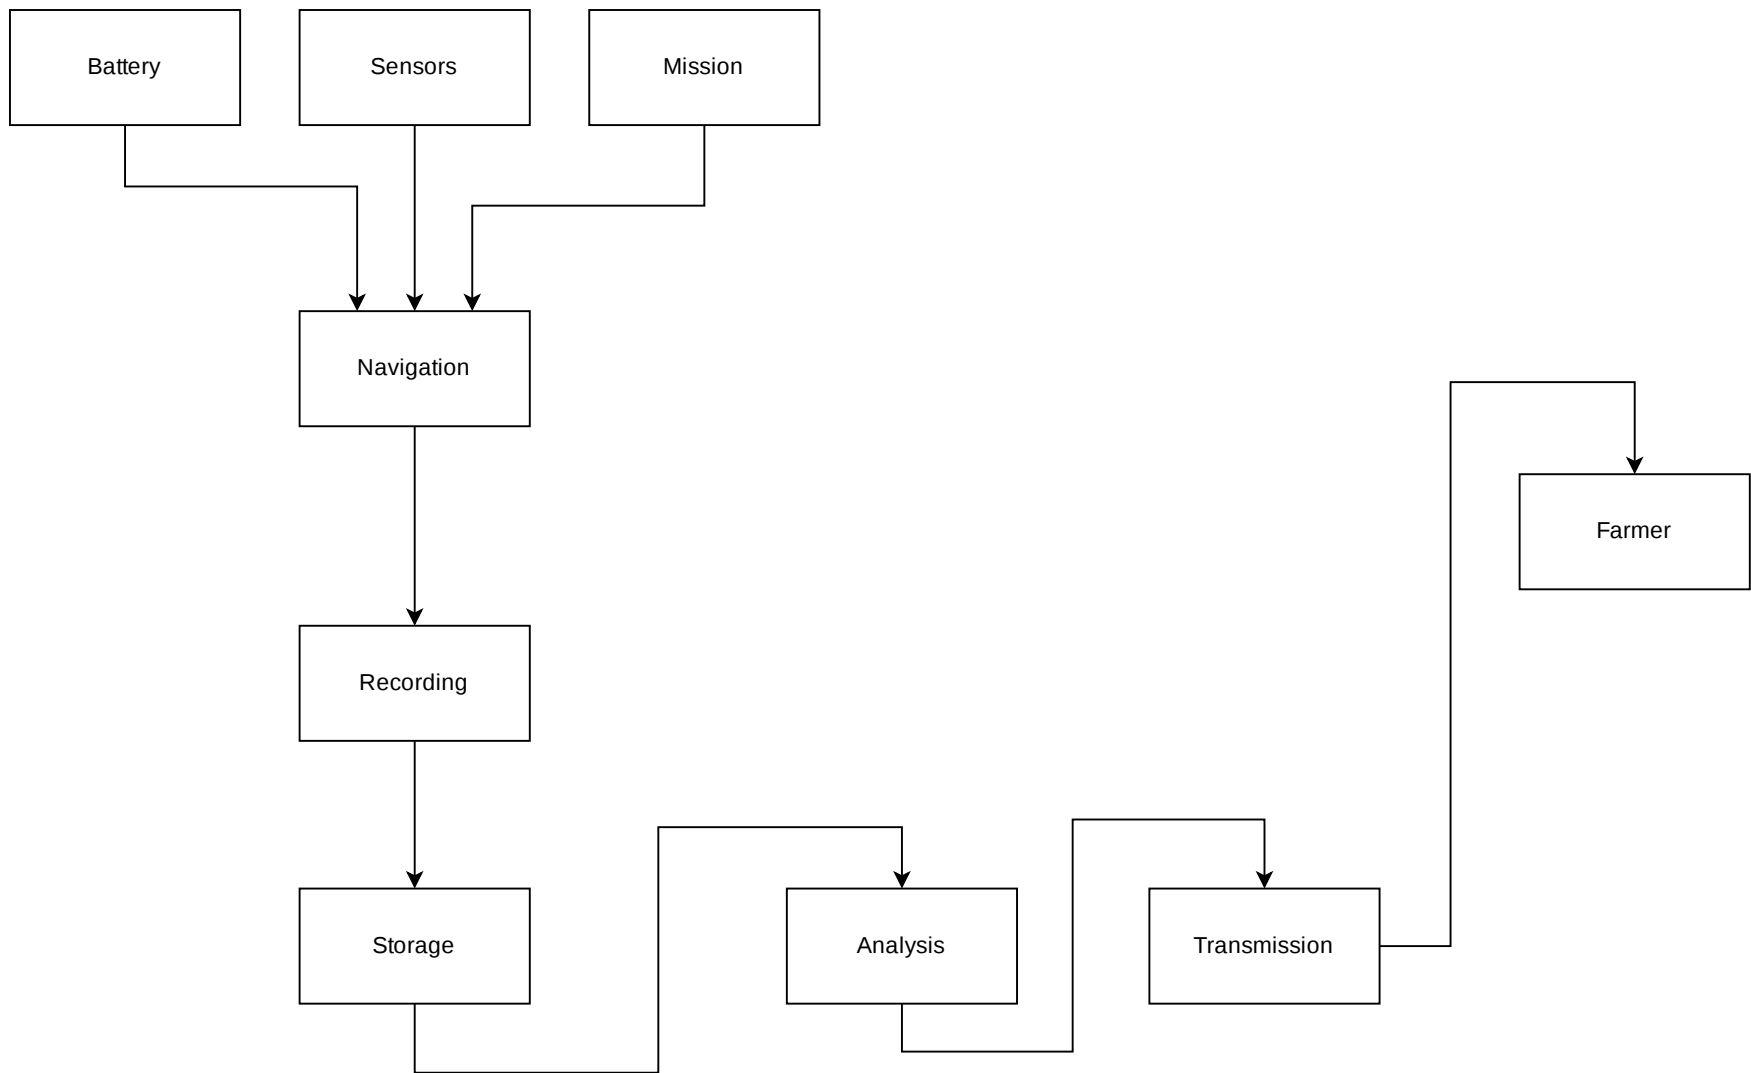 Battery
Sensors
Mission
Navigation
Farmer
Recording
Storage
Analysis
Transmission